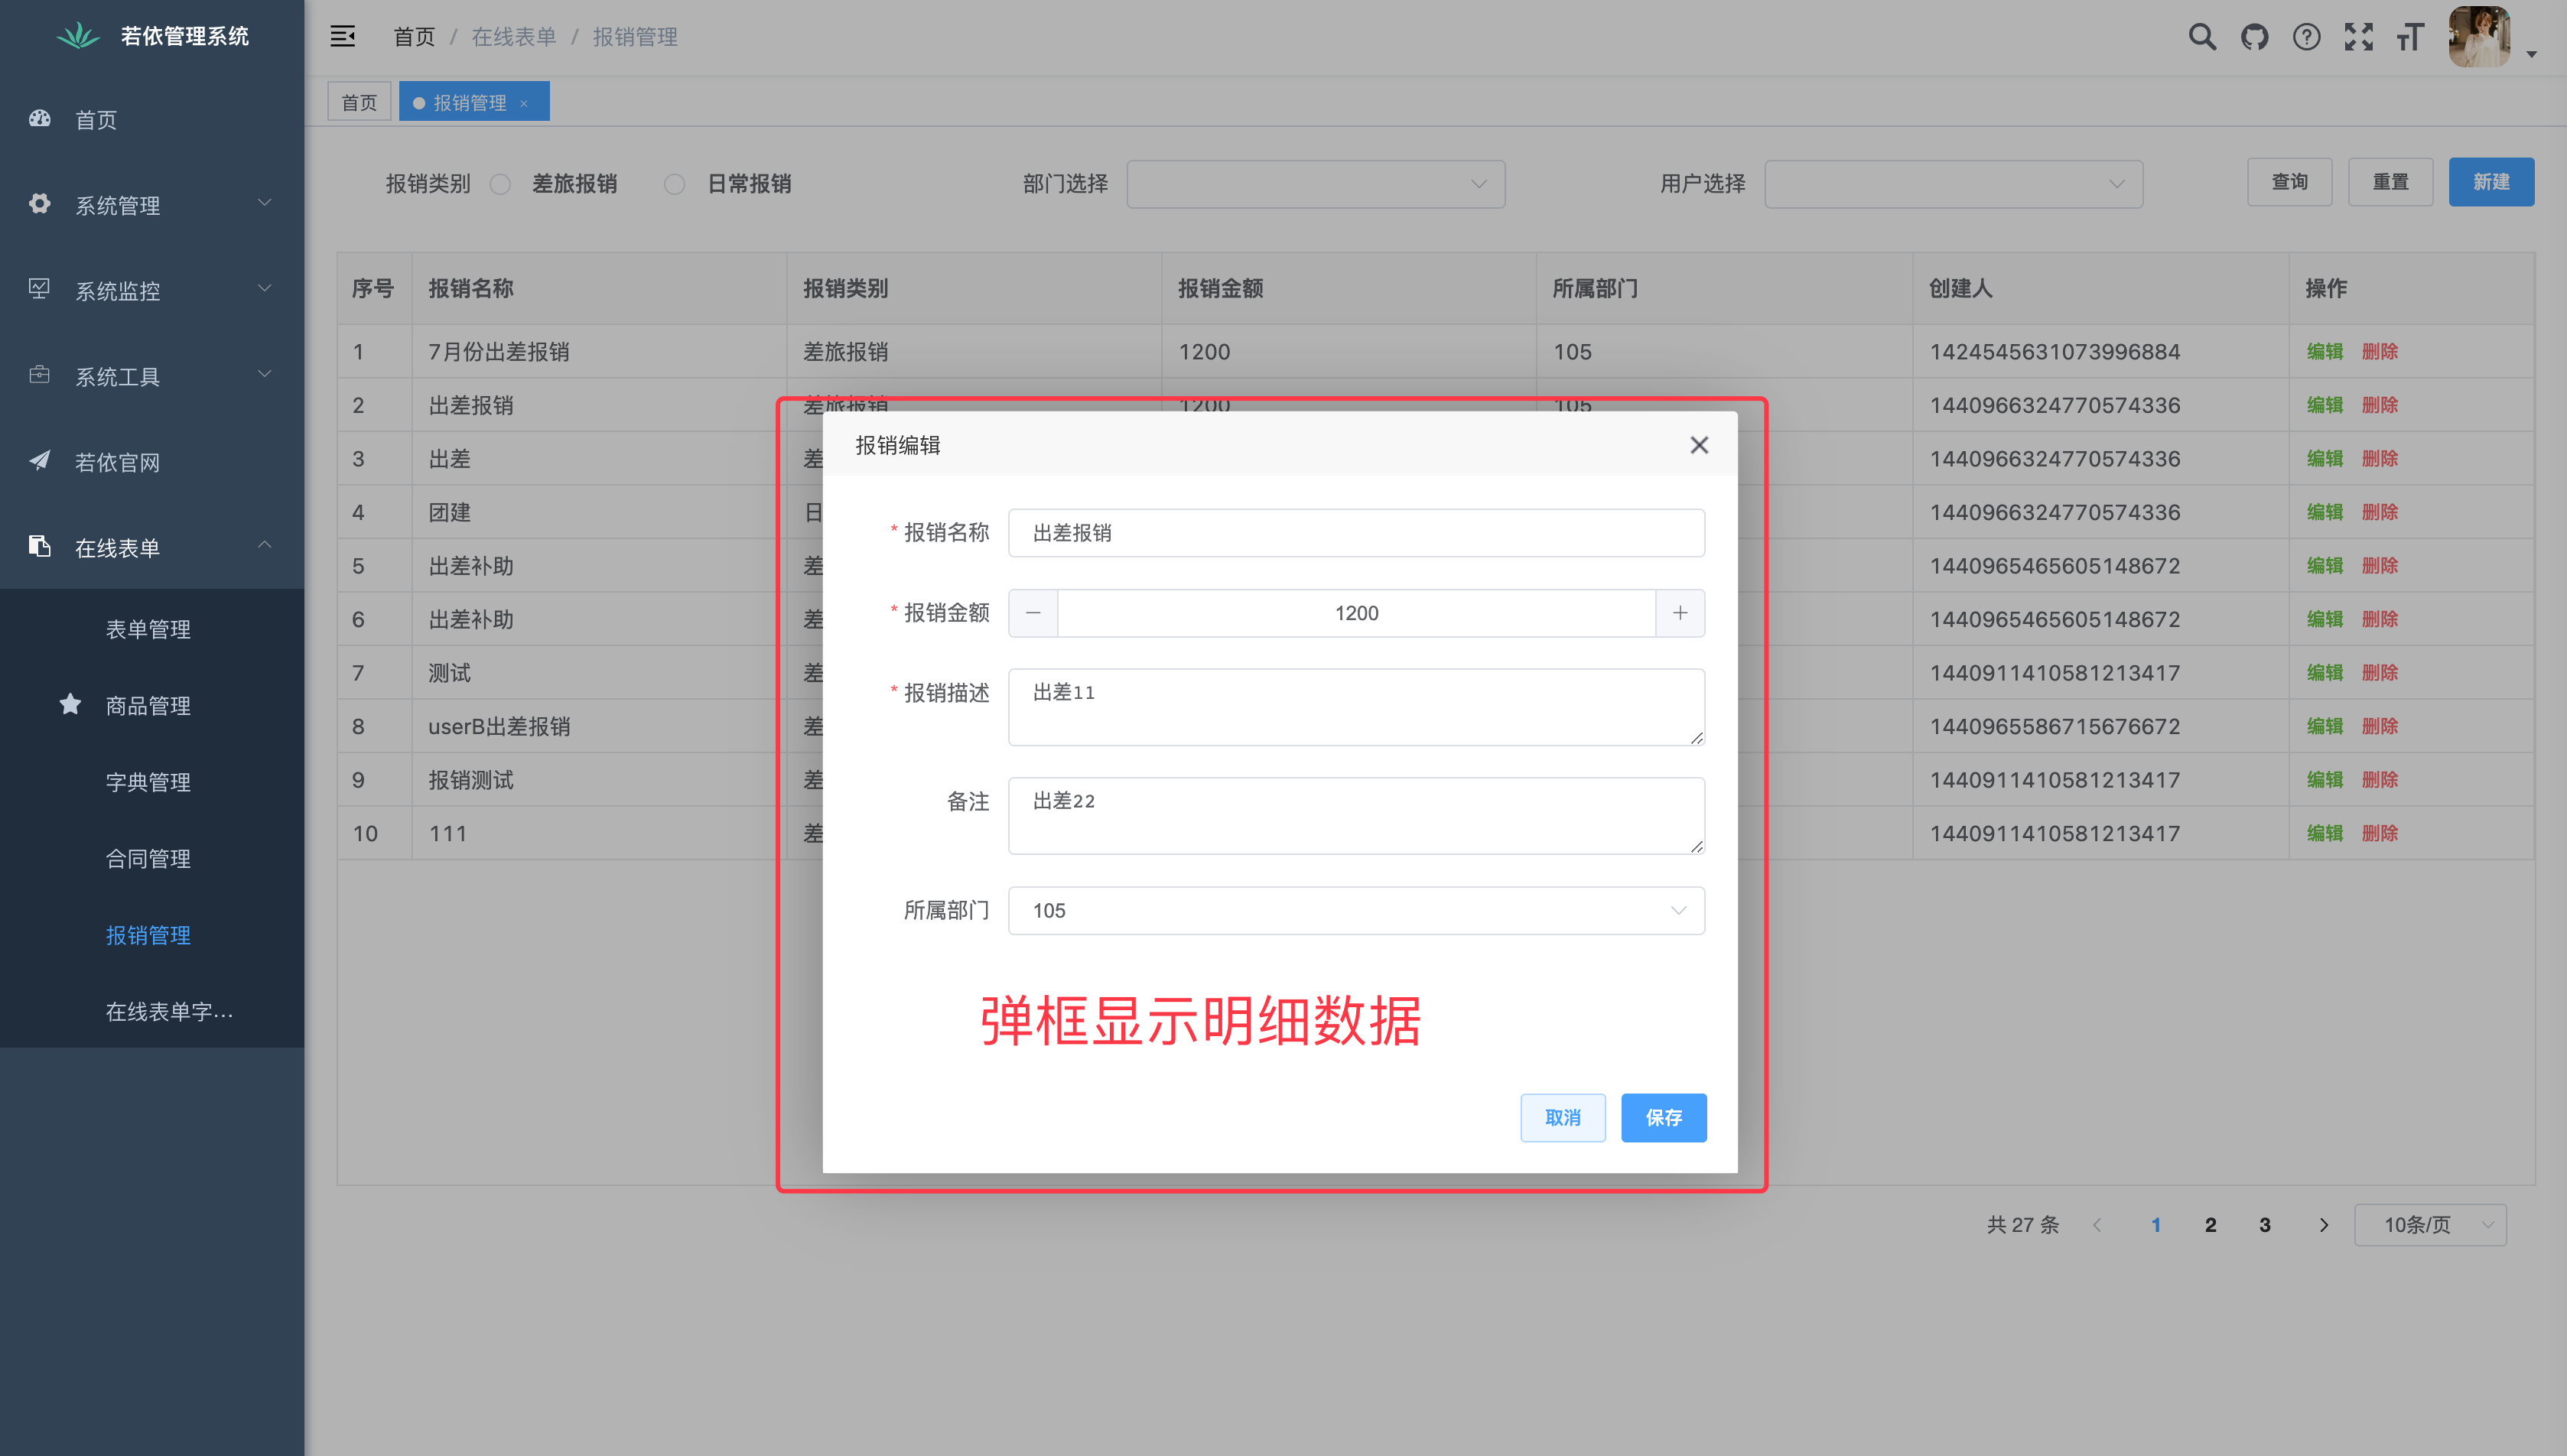 若依管理系统
首页 / 在线表单 / 报销管理
首页
报销管理 ×
首页
系统管理
系统监控
系统工具
若依官网
在线表单
表单管理
商品管理
字典管理
合同管理
报销管理
在线表单字...
报销类别 差旅报销 日常报销 部门选择 用户选择 查询 重置 新建
序号 报销名称 报销类别 报销金额 所属部门 创建人 操作
1 7月份出差报销 差旅报销 1200 105 1424545631073996884 编辑 删除
2 出差报销 差旅报销 1200 105 1440966324770574336 编辑 删除
3 出差 差 1440966324770574336 编辑 删除
4 团建 日 1440966324770574336 编辑 删除
5 出差补助 差 1440965465605148672 编辑 删除
6 出差补助 差 1440965465605148672 编辑 删除
7 测试 差 1440911410581213417 编辑 删除
8 userB出差报销 差 1440965586715676672 编辑 删除
9 报销测试 差 1440911410581213417 编辑 删除
10 111 差 1440911410581213417 编辑 删除
报销编辑
* 报销名称 出差报销
* 报销金额 1200
* 报销描述 出差11
备注 出差22
所属部门 105
弹框显示明细数据
取消 保存
共 27 条 1 2 3 10条/页